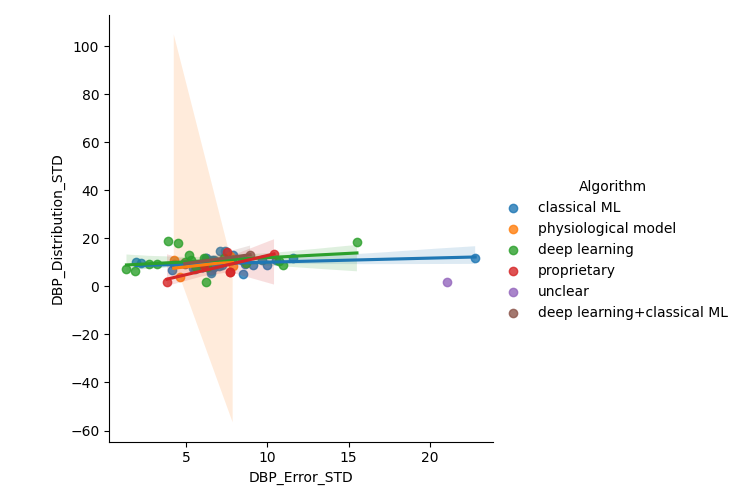 100
80
60
40
20
0
−20
−40
−60
DBP_Distribution_STD
5
10
15
20
DBP_Error_STD
Algorithm
classical ML
physiological model
deep learning
proprietary
unclear
deep learning+classical ML